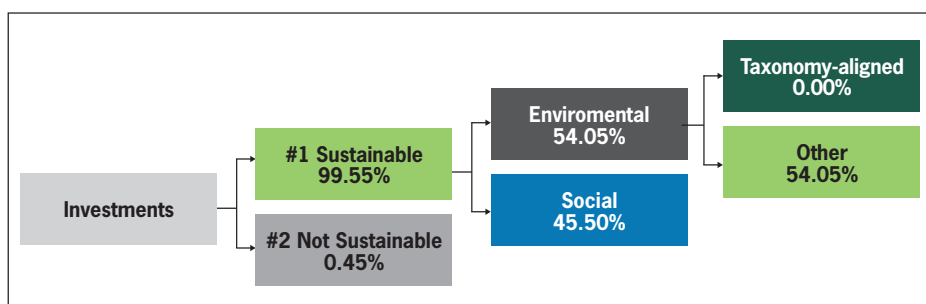 Investments
#1 Sustainable
99.55%
#2 Not Sustainable
0.45%
Enviromental
54.05%
Social
45.50%
Taxonomy-aligned
0.00%
Other
54.05%